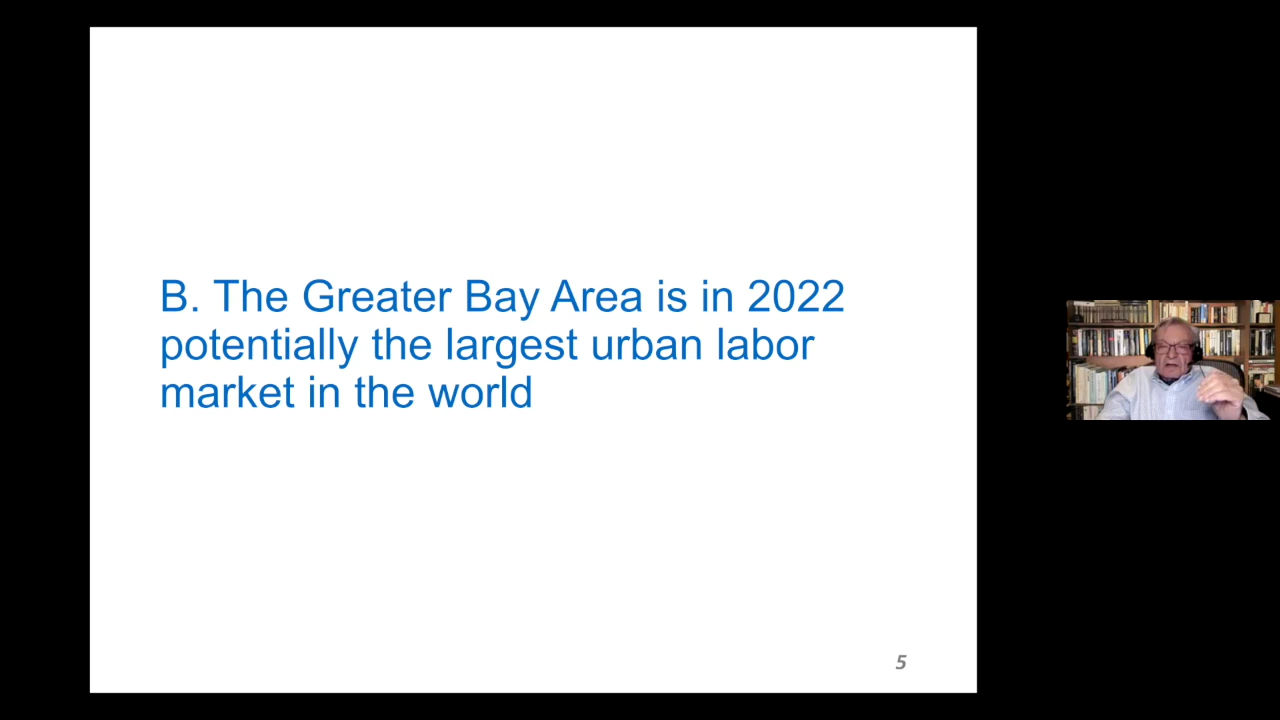 B. The Greater Bay Area is in 2022
potentially the largest urban labor
market in the world
5